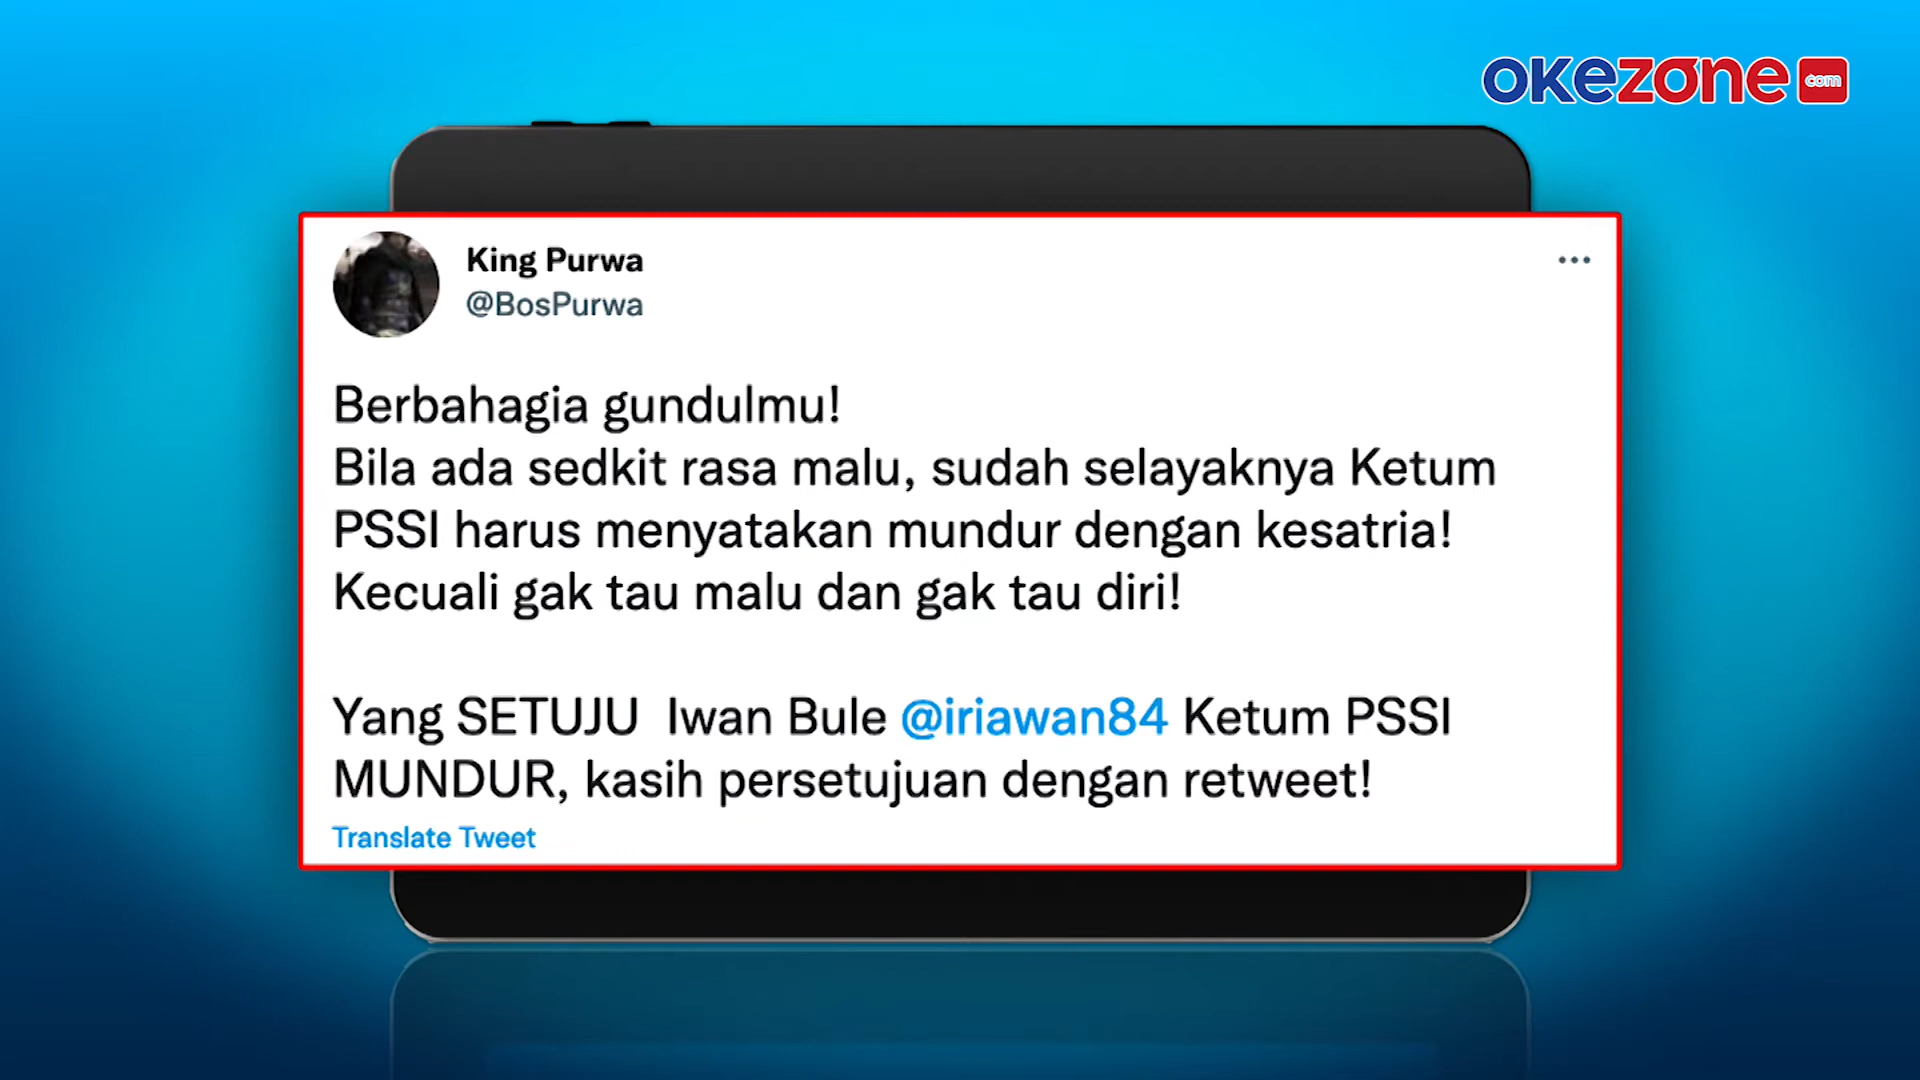 okezone com
King Purwa
@BosPurwa
Berbahagia gundulmu!
Bila ada sedkit rasa malu, sudah selayaknya Ketum
PSSI harus menyatakan mundur dengan kesatria!
Kecuali gak tau malu dan gak tau diri!
Yang SETUJU  Iwan Bule @iriawan84 Ketum PSSI
MUNDUR, kasih persetujuan dengan retweet!
Translate Tweet